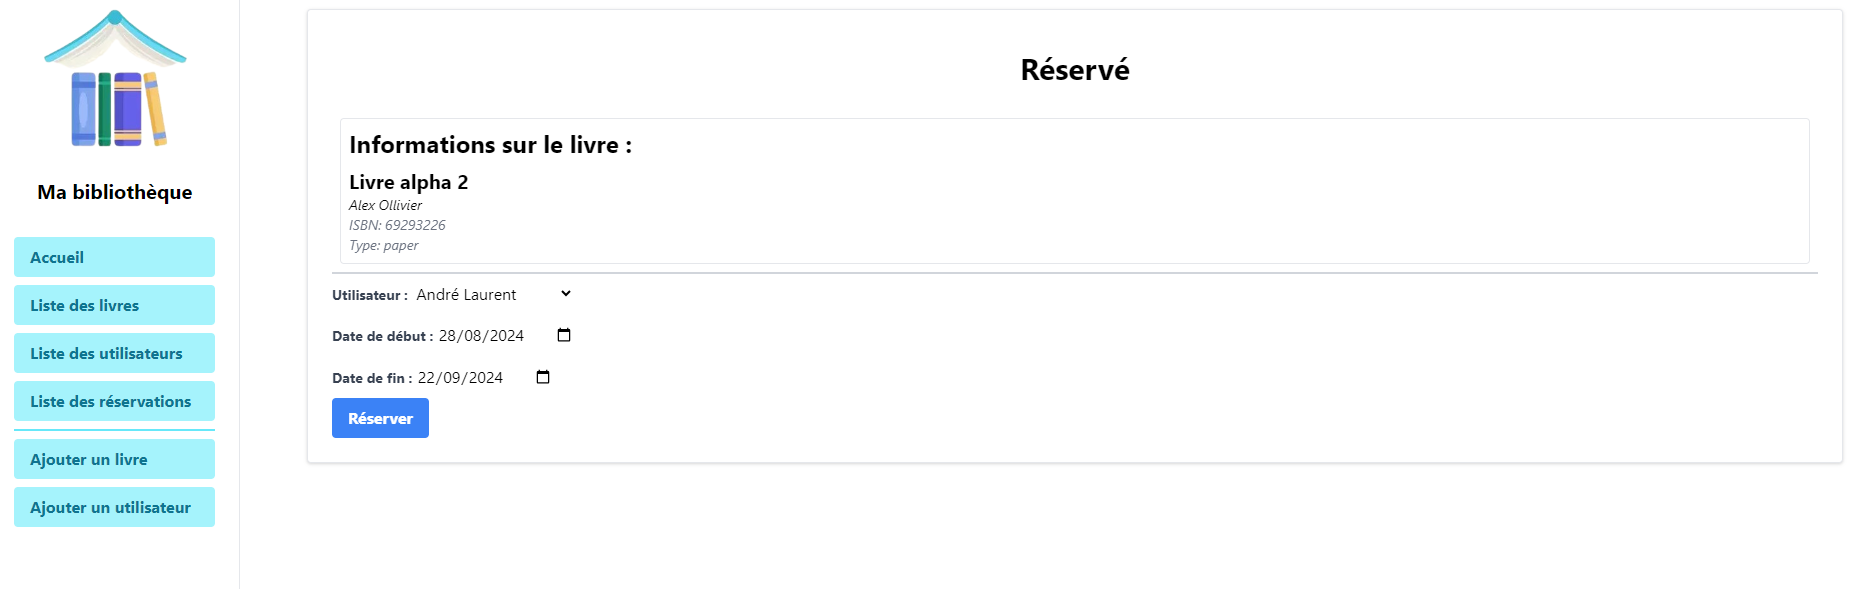 Ma bibliothèque
Accueil
Liste des livres
Liste des utilisateurs
Liste des réservations
Ajouter un livre
Ajouter un utilisateur
Réservé
Informations sur le livre :
Livre alpha 2
Alex Ollivier
ISBN: 69293226
Type: paper
Utilisateur : André Laurent
Date de début : 28/08/2024
Date de fin : 22/09/2024
Réserver